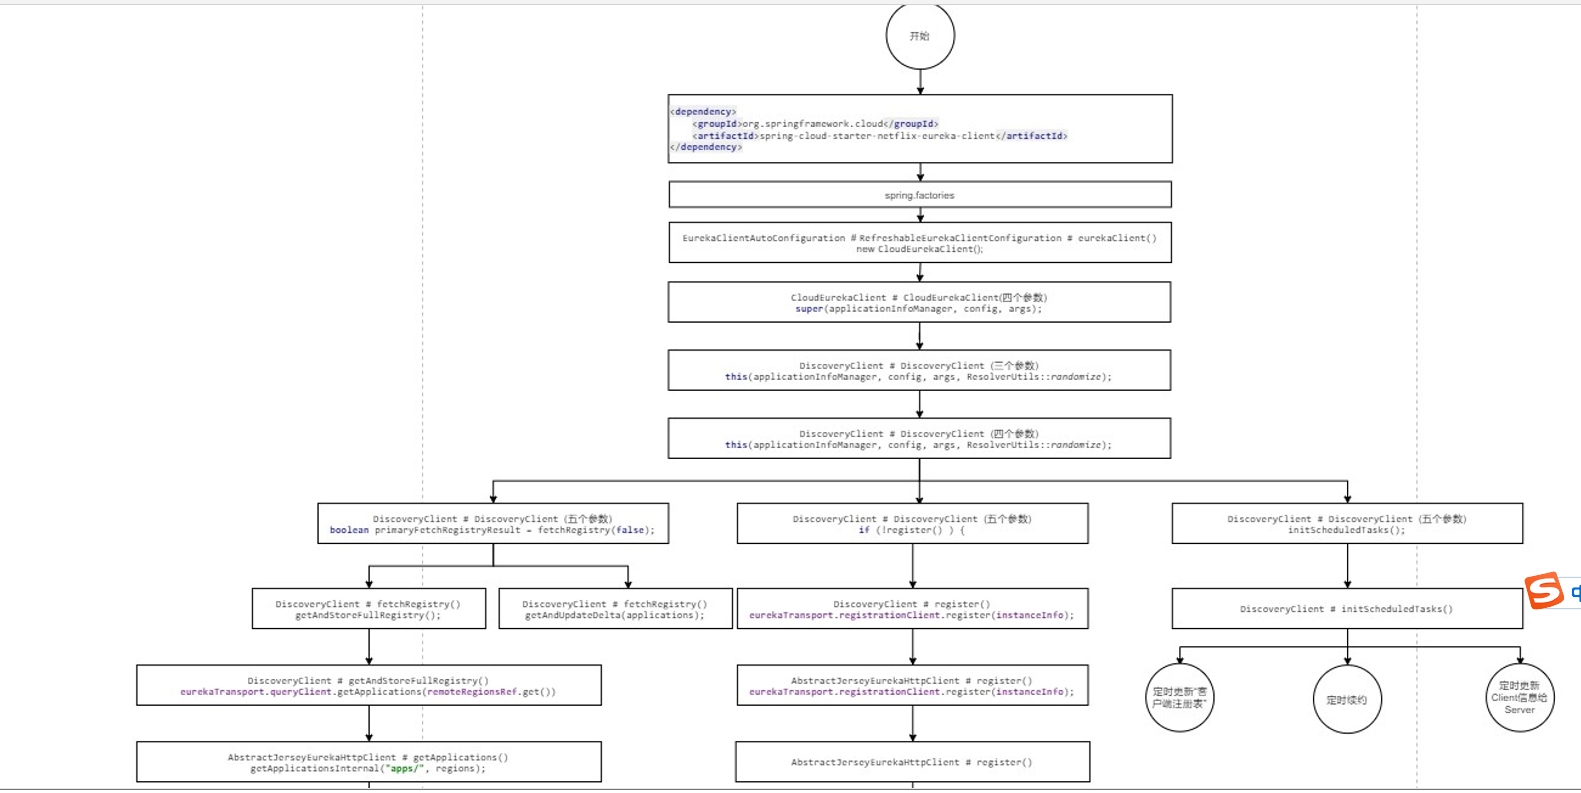 开始
<dependency>
<groupId>org.springframework.cloud</groupId>
<artifactId>spring-cloud-starter-netflix-eureka-client</artifactId>
</dependency>
spring.factories
EurekaClientAutoConfiguration # RefreshableEurekaClientConfiguration # eurekaClient()
new CloudEurekaClient();
CloudEurekaClient # CloudEurekaClient(四个参数)
super(applicationInfoManager, config, args);
DiscoveryClient # DiscoveryClient (三个参数)
this(applicationInfoManager, config, args, ResolverUtils::randomize);
DiscoveryClient # DiscoveryClient (四个参数)
this(applicationInfoManager, config, args, ResolverUtils::randomize);
DiscoveryClient # DiscoveryClient (五个参数)
boolean primaryFetchRegistryResult = fetchRegistry(false);
DiscoveryClient # DiscoveryClient (五个参数)
if (!register() ) {
DiscoveryClient # DiscoveryClient (五个参数)
initScheduledTasks();
DiscoveryClient # fetchRegistry()
getAndStoreFullRegistry();
DiscoveryClient # fetchRegistry()
getAndUpdateDelta(applications);
DiscoveryClient # register()
eurekaTransport.registrationClient.register(instanceInfo);
DiscoveryClient # initScheduledTasks()
DiscoveryClient # getAndStoreFullRegistry()
eurekaTransport.queryClient.getApplications(remoteRegionsRef.get())
AbstractJerseyEurekaHttpClient # register()
eurekaTransport.registrationClient.register(instanceInfo);
定时更新“客
户端注册表”
定时续约
定时更新
Client信息给
Server
AbstractJerseyEurekaHttpClient # getApplications()
getApplicationsInternal("apps/", regions);
AbstractJerseyEurekaHttpClient # register()